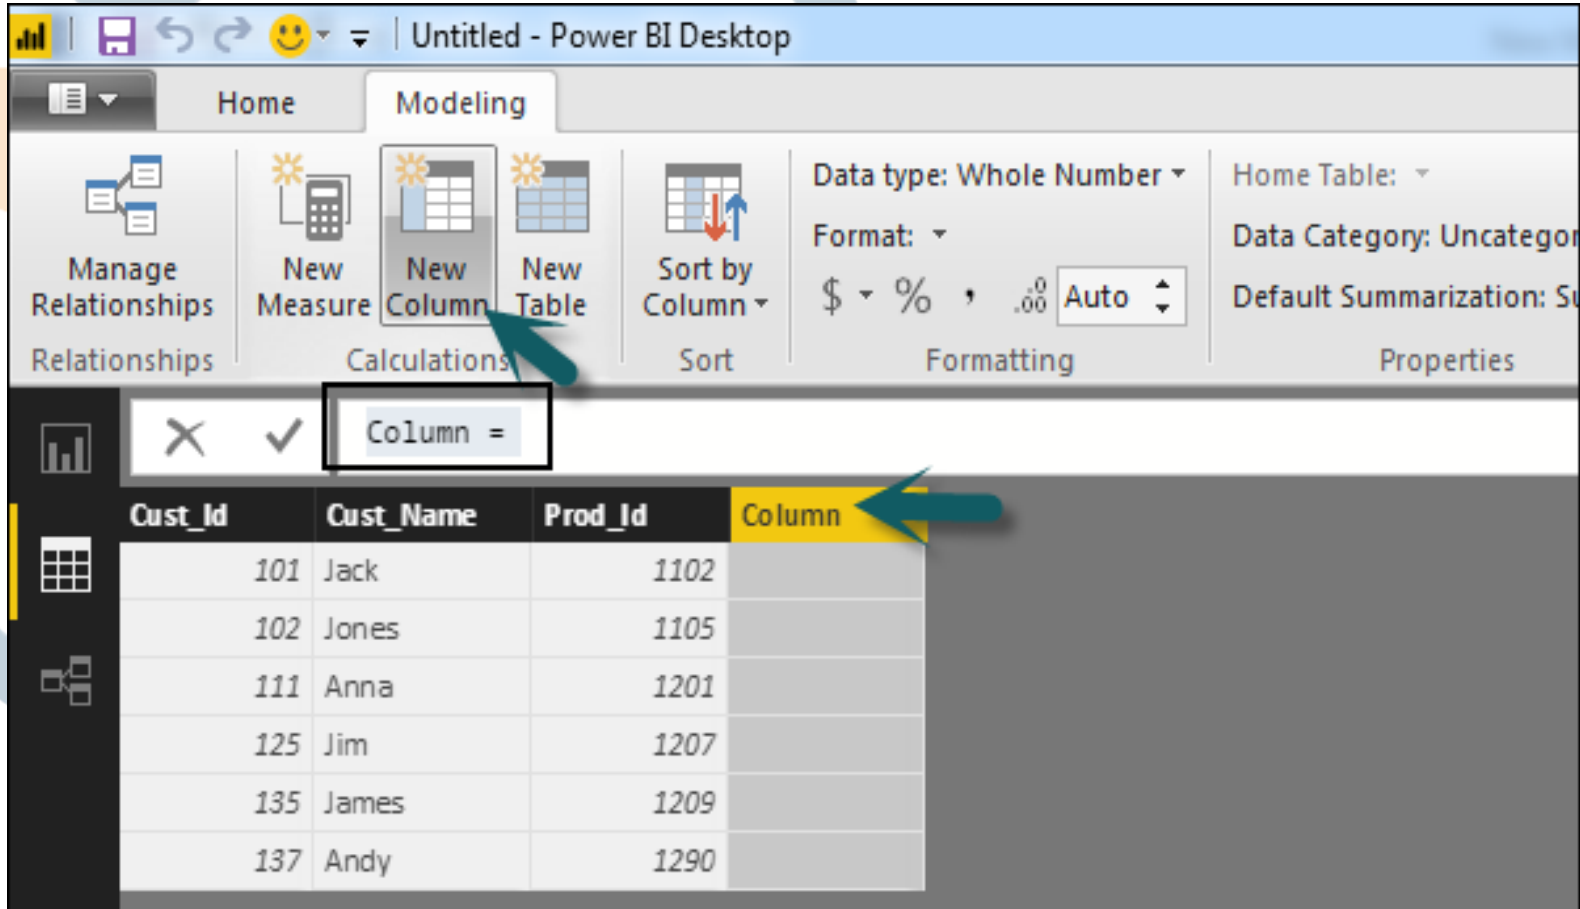 Untitled - Power BI Desktop
Home Modeling
Manage Relationships
New Measure
New Column
New Table
Sort by Column
Data type: Whole Number
Format:
$ % , .00 Auto
Home Table:
Data Category: Uncategor
Default Summarization: Su
Relationships Calculations Sort Formatting Properties
Column =
Cust_Id Cust_Name Prod_Id Column
101 Jack 1102
102 Jones 1105
111 Anna 1201
125 Jim 1207
135 James 1209
137 Andy 1290